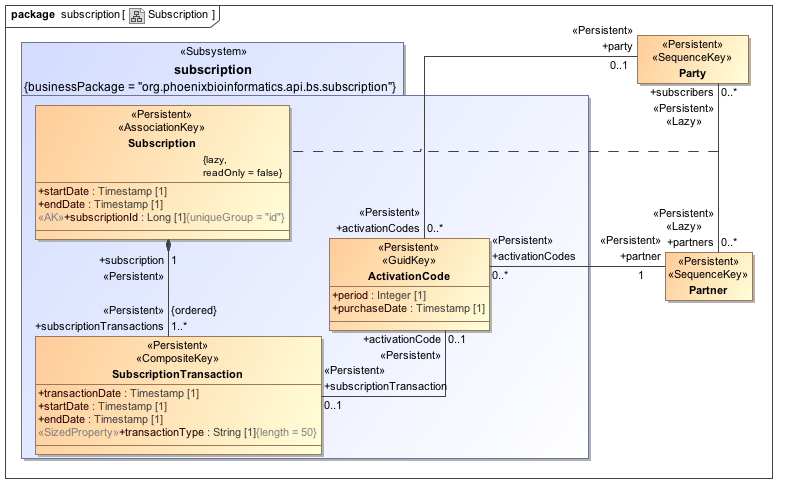 package subscription [ Subscription ]
«Subsystem»
subscription
{businessPackage = "org.phoenixbioinformatics.api.bs.subscription"}
«Persistent»
«AssociationKey»
Subscription
{lazy,
readOnly = false}
+startDate : Timestamp [1]
+endDate : Timestamp [1]
«AK»+subscriptionId : Long [1]{uniqueGroup = "id"}
+subscription 1
«Persistent»
«Persistent» {ordered}
+subscriptionTransactions 1..*
«Persistent»
«CompositeKey»
SubscriptionTransaction
+transactionDate : Timestamp [1]
+startDate : Timestamp [1]
+endDate : Timestamp [1]
«SizedProperty»+transactionType : String [1]{length = 50}
«Persistent»
+party
0..1
«Persistent»
«SequenceKey»
Party
+subscribers 0..*
«Persistent»
«Lazy»
«Persistent»
+activationCodes 0..*
«Persistent»
«GuidKey»
ActivationCode
+period : Integer [1]
+purchaseDate : Timestamp [1]
«Persistent»
+activationCodes
0..*
«Persistent»
+partner
1
«Persistent»
«Lazy»
+partners 0..*
«Persistent»
«SequenceKey»
Partner
+activationCode 0..1
«Persistent»
«Persistent»
+subscriptionTransaction
0..1